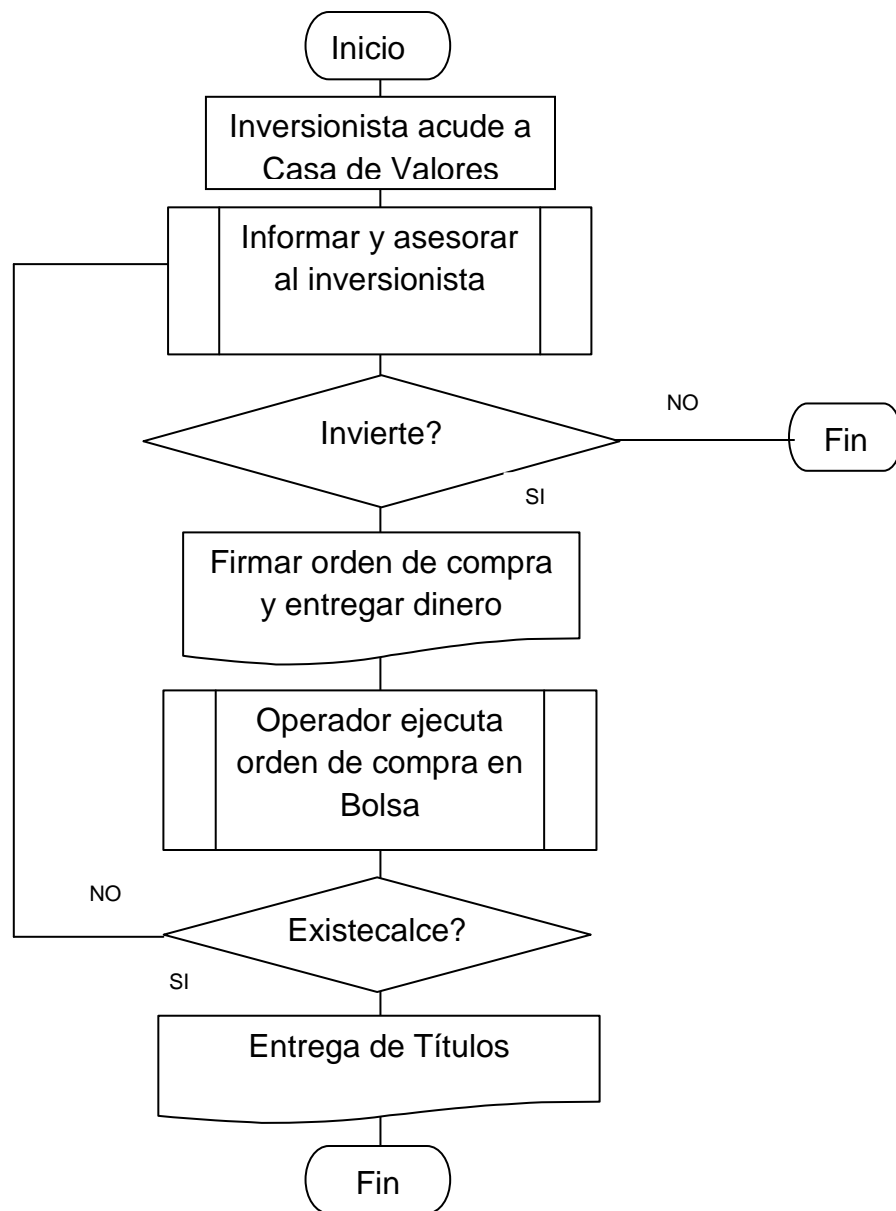 Inicio
Inversionista acude a
Casa de Valores
Informar y asesorar
al inversionista
Invierte?
NO
Fin
SI
Firmar orden de compra
y entregar dinero
Operador ejecuta
orden de compra en
Bolsa
NO
Existecalce?
SI
Entrega de Títulos
Fin